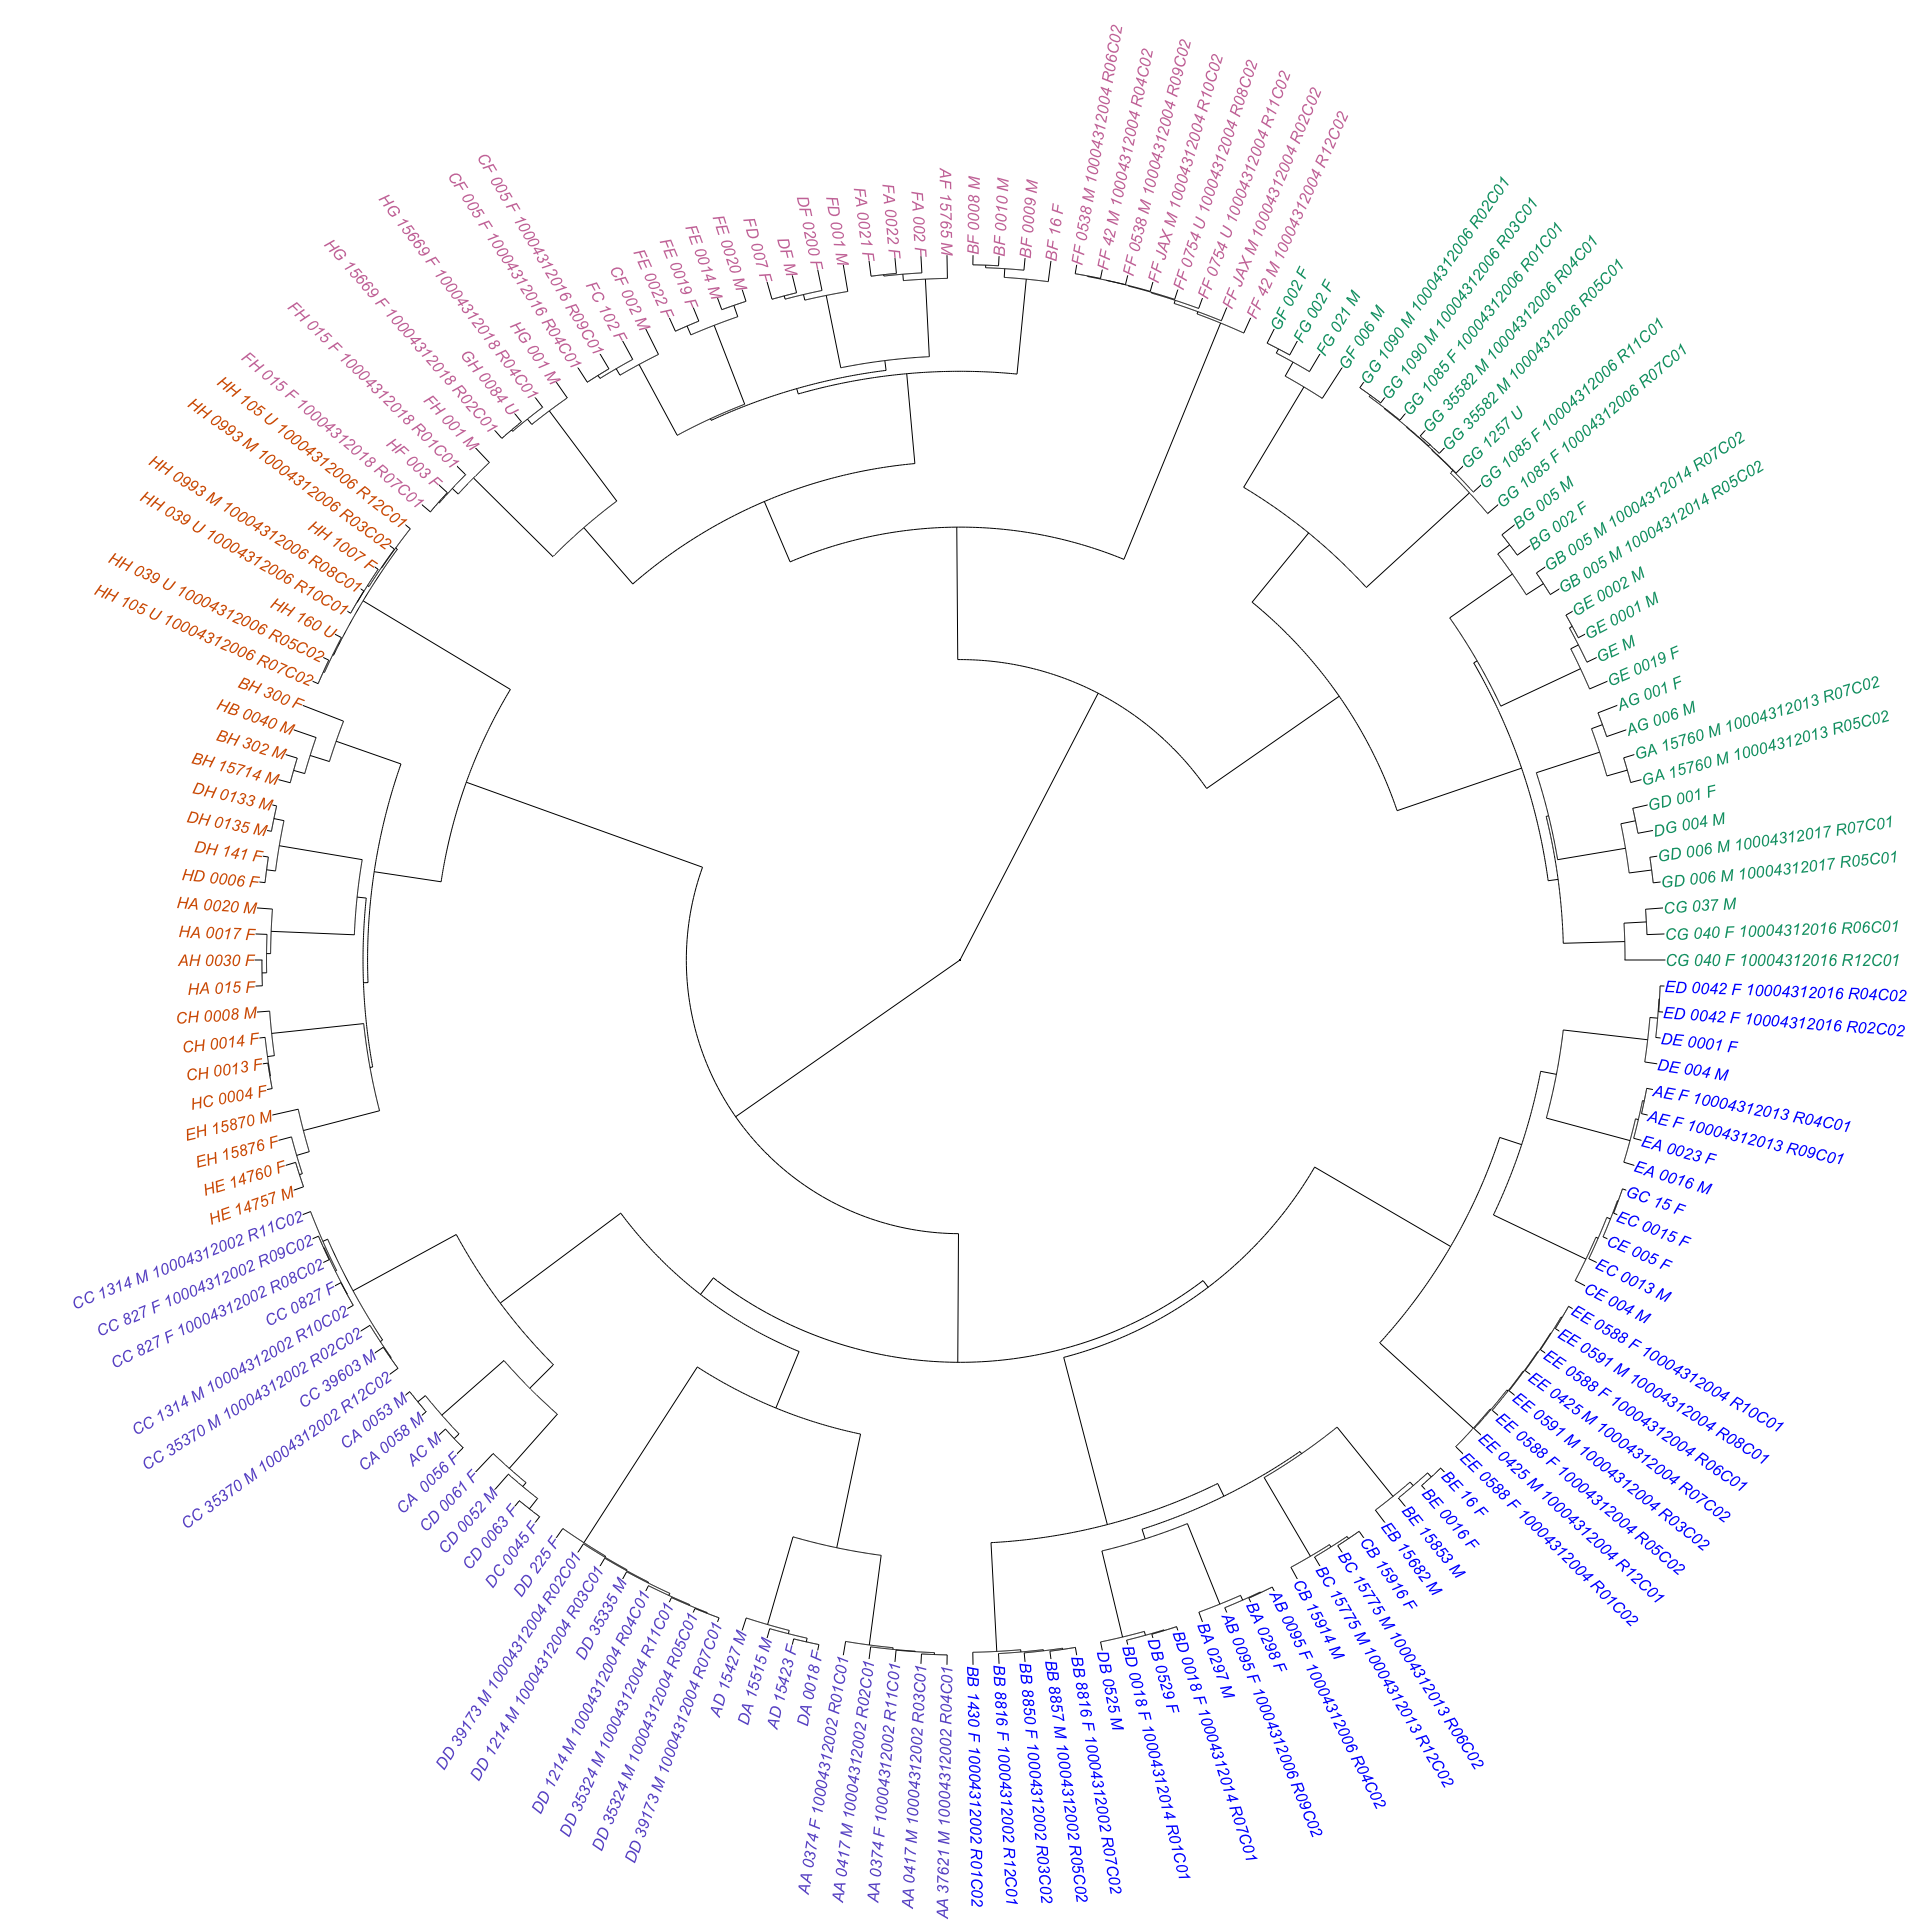 FF 0538 M 10004312004 R06C02
FF 42 M 10004312004 R04C02
FF 0538 M 10004312004 R09C02
FF JAX M 10004312004 R10C02
FF 0754 U 10004312004 R08C02
FF 0754 U 10004312004 R11C02
FF JAX M 10004312004 R02C02
FF 42 M 10004312004 R12C02
GF 002 F
FG 002 F
FG 021 M
GF 006 M
GG 1090 M 10004312006 R02C01
GG 1090 M 10004312006 R03C01
GG 1085 F 10004312006 R01C01
GG 35582 M 10004312006 R04C01
GG 35582 M 10004312006 R05C01
GG 1257 U
GG 1085 F 10004312006 R11C01
GG 1085 F 10004312006 R07C01
BG 005 M
BG 002 F
GB 005 M 10004312014 R07C02
GB 005 M 10004312014 R05C02
GE 0002 M
GE 0001 M
GE M
GE 0019 F
AG 001 F
AG 006 M
GA 15760 M 10004312013 R07C02
GA 15760 M 10004312013 R05C02
GD 001 F
DG 004 M
GD 006 M 10004312017 R07C01
GD 006 M 10004312017 R05C01
CG 037 M
CG 040 F 10004312016 R06C01
CG 040 F 10004312016 R12C01
ED 0042 F 10004312016 R04C02
ED 0042 F 10004312016 R02C02
DE 0001 F
DE 004 M
AE F 10004312013 R04C01
AE F 10004312013 R09C01
EA 0023 F
EA 0016 M
GC 15 F
EC 0015 F
CE 005 F
EC 0013 M
CE 004 M
EE 0588 F 10004312004 R10C01
EE 0591 M 10004312004 R08C01
EE 0588 F 10004312004 R06C01
EE 0425 M 10004312004 R07C02
EE 0591 M 10004312004 R03C02
EE 0588 F 10004312004 R05C02
EE 0425 M 10004312004 R12C01
EE 0588 F 10004312004 R01C02
BE 16 F
BE 0016 F
BE 15853 M
EB 15682 M
CB 15916 F
BC 15775 M 10004312013 R06C02
BC 15775 M 10004312013 R12C02
CB 15914 M
AB 0095 F 10004312006 R04C02
BA 0298 F
AB 0095 F 10004312006 R09C02
BA 0297 M
BD 0018 F 10004312014 R07C01
DB 0529 F
BD 0018 F 10004312014 R01C01
DB 0525 M
BB 8816 F 10004312002 R07C02
BB 8857 M 10004312002 R05C02
BB 8850 F 10004312002 R03C02
BB 8816 F 10004312002 R12C01
BB 1430 F 10004312002 R01C02
AA 37621 M 10004312002 R04C01
AA 0417 M 10004312002 R03C01
AA 0374 F 10004312002 R11C01
AA 0417 M 10004312002 R02C01
AA 0374 F 10004312002 R01C01
DA 0018 F
AD 15423 F
DA 15515 M
AD 15427 M
DD 39173 M 10004312004 R07C01
DD 35324 M 10004312004 R05C01
DD 35324 M 10004312004 R11C01
DD 1214 M 10004312004 R04C01
DD 35335 M
DD 1214 M 10004312004 R03C01
DD 39173 M 10004312004 R02C01
DD 225 F
DC 0045 F
CD 0063 F
CD 0052 M
CD 0061 F
CA  0056 F
AC M
CA 0058 M
CA 0053 M
CC 35370 M 10004312002 R12C02
CC 39603 M
CC 35370 M 10004312002 R02C02
CC 1314 M 10004312002 R10C02
CC 0827 F
CC 827 F 10004312002 R08C02
CC 827 F 10004312002 R09C02
CC 1314 M 10004312002 R11C02
HE 14757 M
HE 14760 F
EH 15876 F
EH 15870 M
HC 0004 F
CH 0013 F
CH 0014 F
CH 0008 M
HA 015 F
AH 0030 F
HA 0017 F
HA 0020 M
HD 0006 F
DH 141 F
DH 0135 M
DH 0133 M
BH 15714 M
BH 302 M
HB 0040 M
BH 300 F
HH 105 U 10004312006 R07C02
HH 039 U 10004312006 R05C02
HH 160 U
HH 039 U 10004312006 R10C01
HH 0993 M 10004312006 R08C01
HH 1007 F
HH 0993 M 10004312006 R03C02
HH 105 U 10004312006 R12C01
FH 015 F 10004312018 R07C01
HF 003 F
FH 015 F 10004312018 R01C01
FH 001 M
HG 15669 F 10004312018 R02C01
GH 0084 U
HG 15669 F 10004312018 R04C01
HG 001 M
CF 005 F 10004312016 R04C01
CF 005 F 10004312016 R09C01
FC 102 F
CF 002 M
FE 0022 F
FE 0019 F
FE 0014 M
FE 0020 M
FD 007 F
DF M
DF 0200 F
FD 001 M
FA 0021 F
FA 0022 F
FA 002 F
AF 15765 M
BF 0008 M
BF 0010 M
BF 0009 M
BF 16 F